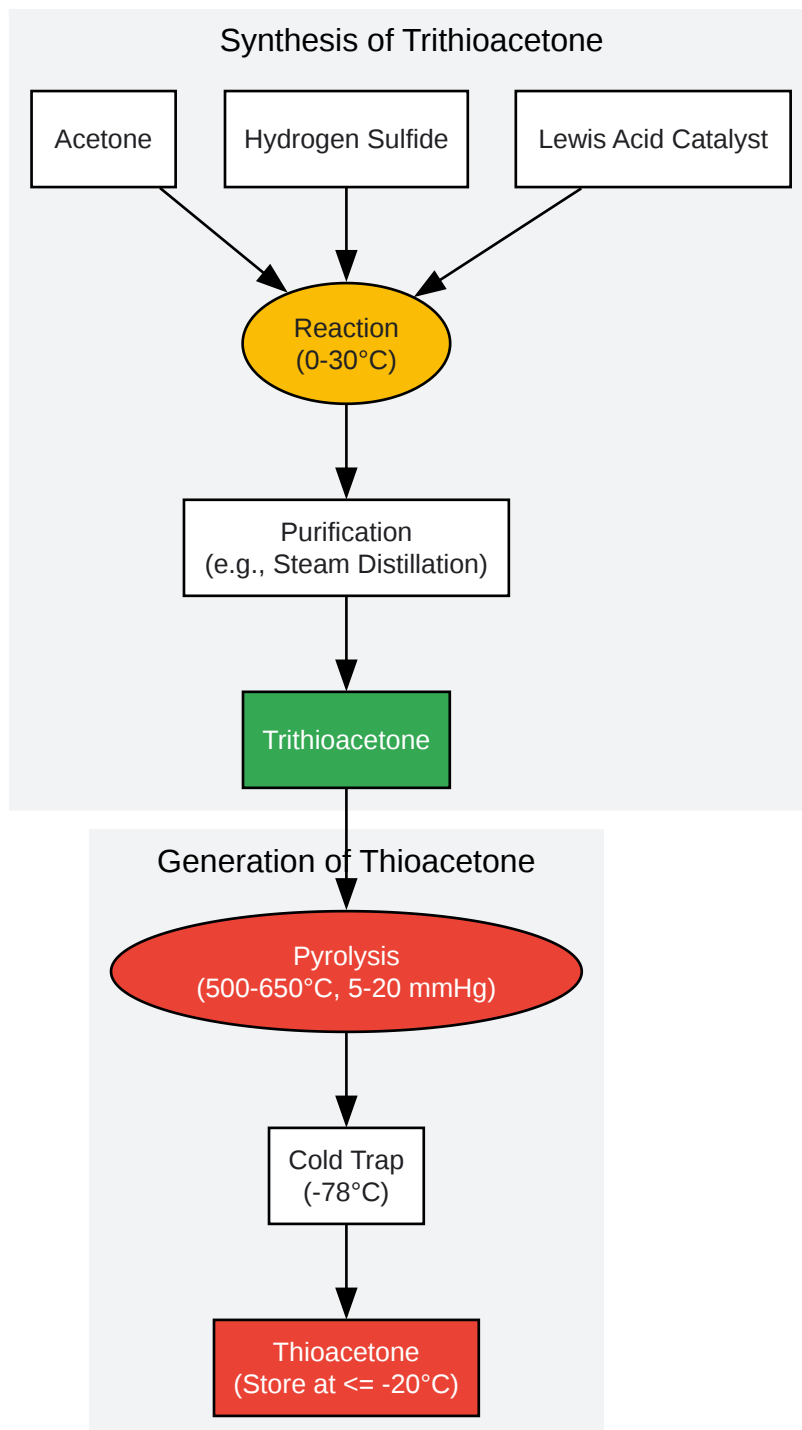 Synthesis of Trithioacetone
Acetone
Hydrogen Sulfide
Lewis Acid Catalyst
Reaction
(0-30°C)
Purification
(e.g., Steam Distillation)
Trithioacetone
Generation of Thioacetone
Pyrolysis
(500-650°C, 5-20 mmHg)
Cold Trap
(-78°C)
Thioacetone
(Store at <= -20°C)